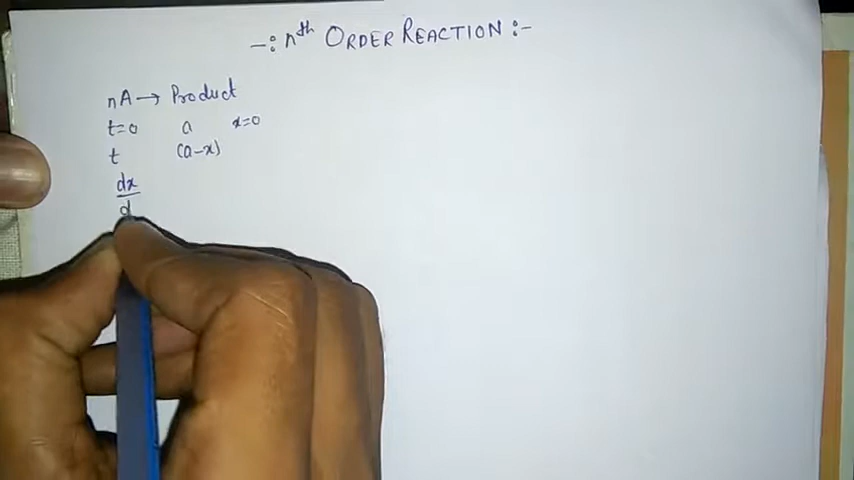 -: nth ORDER REACTION :-
nA → Product
t=0 a x=0
t (a-x)
dx
d